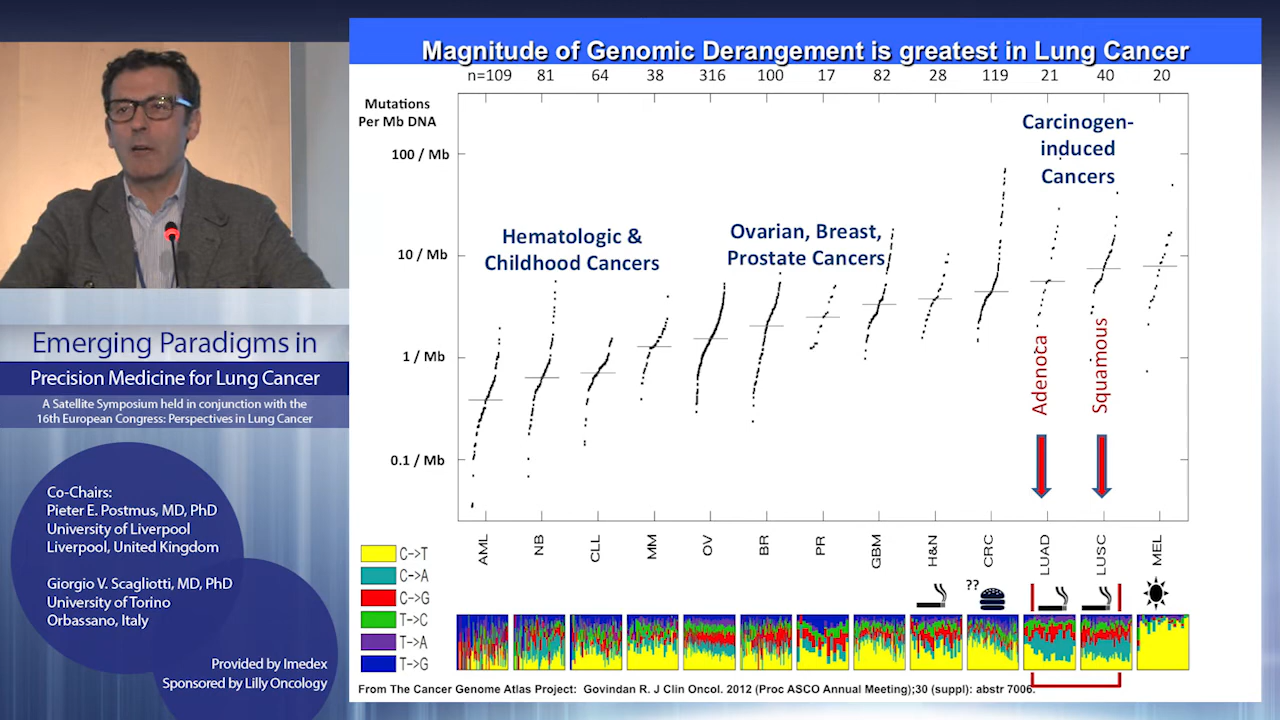 Magnitude of Genomic Derangement is greatest in Lung Cancer
n=109 81 64 38 316 100 17 82 28 119 21 40 20
Mutations
Per Mb DNA
100 / Mb
10 / Mb
1 / Mb
0.1 / Mb
Hematologic &
Childhood Cancers
Ovarian, Breast,
Prostate Cancers
Carcinogen-
induced
Cancers
Adenoca
Squamous
AML NB CLL MM OV BR PR GBM H&N CRC LUAD LUSC MEL
??
C->T
C->A
C->G
T->C
T->A
T->G
From The Cancer Genome Atlas Project: Govindan R. J Clin Oncol. 2012 (Proc ASCO Annual Meeting);30 (suppl): abstr 7006.
Emerging Paradigms in
Precision Medicine for Lung Cancer
A Satellite Symposium held in conjunction with the
16th European Congress: Perspectives in Lung Cancer
Co-Chairs:
Pieter E. Postmus, MD, PhD
University of Liverpool
Liverpool, United Kingdom
Giorgio V. Scagliotti, MD, PhD
University of Torino
Orbassano, Italy
Provided by Imedex
Sponsored by Lilly Oncology